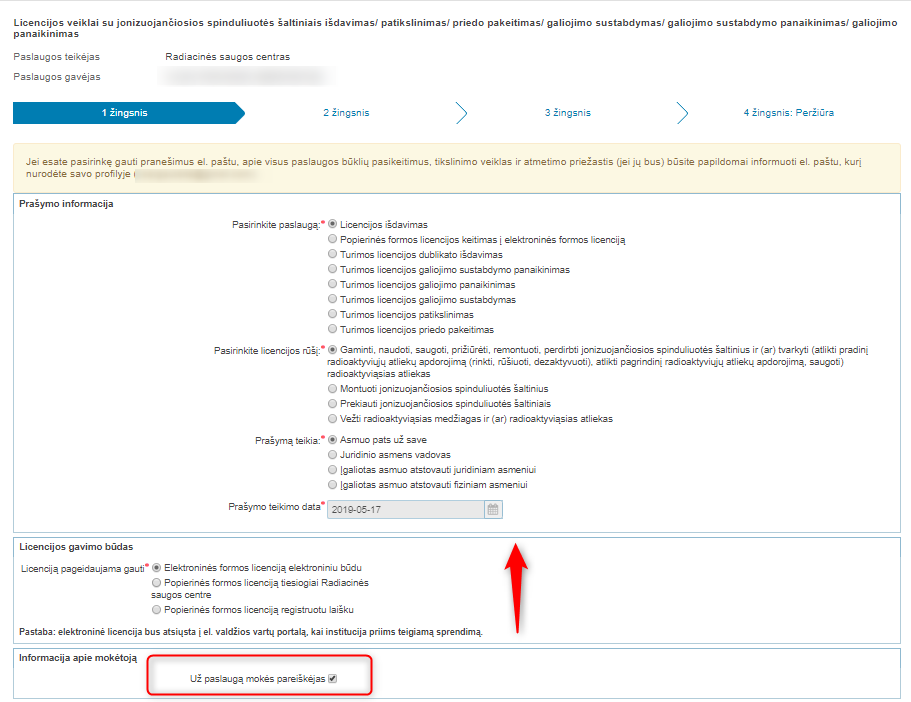 Licencijos veiklai su jonizuojančiosios spinduliuotės šaltiniais išdavimas/ patikslinimas/ priedo pakeitimas/ galiojimo sustabdymas/ galiojimo sustabdymo panaikinimas/ galiojimo
panaikinimas
Paslaugos teikėjas Radiacinės saugos centras
Paslaugos gavėjas
1 žingsnis 2 žingsnis 3 žingsnis 4 žingsnis: Peržiūra
Jei esate pasirinkę gauti pranešimus el. paštu, apie visus paslaugos būklių pasikeitimus, tikslinimo veiklas ir atmetimo priežastis (jei jų bus) būsite papildomai informuoti el. paštu, kurį
nurodėte savo profilyje
Prašymo informacija
Pasirinkite paslaugą:* Licencijos išdavimas
Popierinės formos licencijos keitimas į elektroninės formos licenciją
Turimos licencijos dublikato išdavimas
Turimos licencijos galiojimo sustabdymo panaikinimas
Turimos licencijos galiojimo panaikinimas
Turimos licencijos galiojimo sustabdymas
Turimos licencijos patikslinimas
Turimos licencijos priedo pakeitimas
Pasirinkite licencijos rūšį:* Gaminti, naudoti, saugoti, prižiūrėti, remontuoti, perdirbti jonizuojančiosios spinduliuotės šaltinius ir (ar) tvarkyti (atlikti pradinį
radioaktyviųjų atliekų apdorojimą (rinkti, rūšiuoti, dezaktyvuoti), atlikti pagrindinį radioaktyviųjų atliekų apdorojimą, saugoti)
radioaktyviąsias atliekas
Montuoti jonizuojančiosios spinduliuotės šaltinius
Prekiauti jonizuojančiosios spinduliuotės šaltiniais
Vežti radioaktyviąsias medžiagas ir (ar) radioaktyviąsias atliekas
Prašymą teikia:* Asmuo pats už save
Juridinio asmens vadovas
Įgaliotas asmuo atstovauti juridiniam asmeniui
Įgaliotas asmuo atstovauti fiziniam asmeniui
Prašymo teikimo data* 2019-05-17
Licencijos gavimo būdas
Licenciją pageidaujama gauti* Elektroninės formos licenciją elektroniniu būdu
Popierinės formos licenciją tiesiogiai Radiacinės
saugos centre
Popierinės formos licenciją registruotu laišku
Pastaba: elektroninė licencija bus atsiųsta į el. valdžios vartų portalą, kai institucija priims teigiamą sprendimą.
Informacija apie mokėtoją
Už paslaugą mokės pareiškėjas